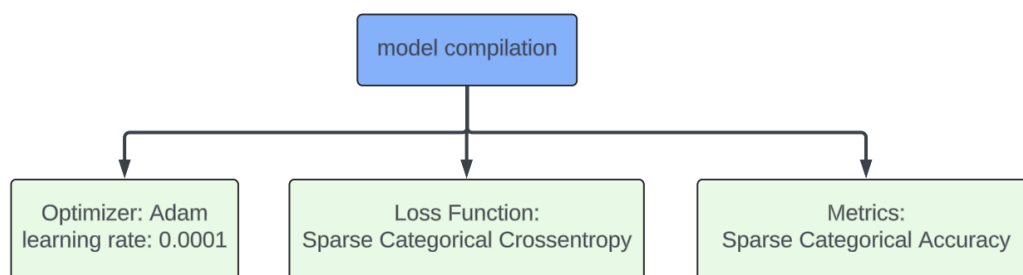 model compilation
Optimizer: Adam
learning rate: 0.0001
Loss Function:
Sparse Categorical Crossentropy
Metrics:
Sparse Categorical Accuracy